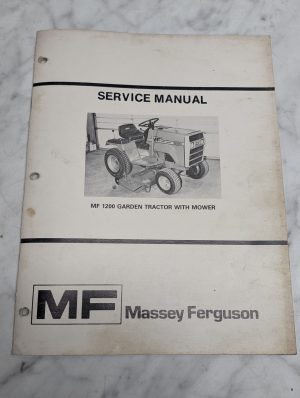 SERVICE MANUAL
MF 1200 GARDEN TRACTOR WITH MOWER
MF Massey Ferguson